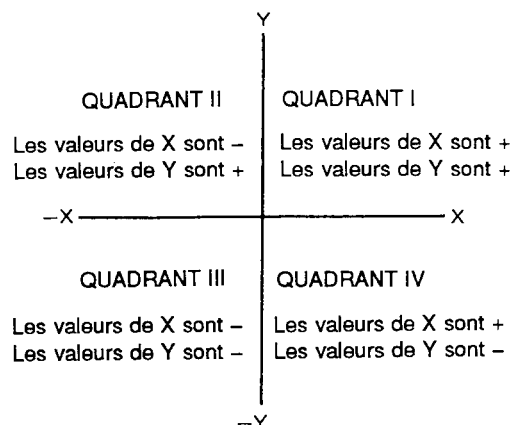 Y
QUADRANT II
Les valeurs de X sont –
Les valeurs de Y sont +
QUADRANT I
Les valeurs de X sont +
Les valeurs de Y sont +
–X
X
QUADRANT III
Les valeurs de X sont –
Les valeurs de Y sont –
QUADRANT IV
Les valeurs de X sont +
Les valeurs de Y sont –
–Y